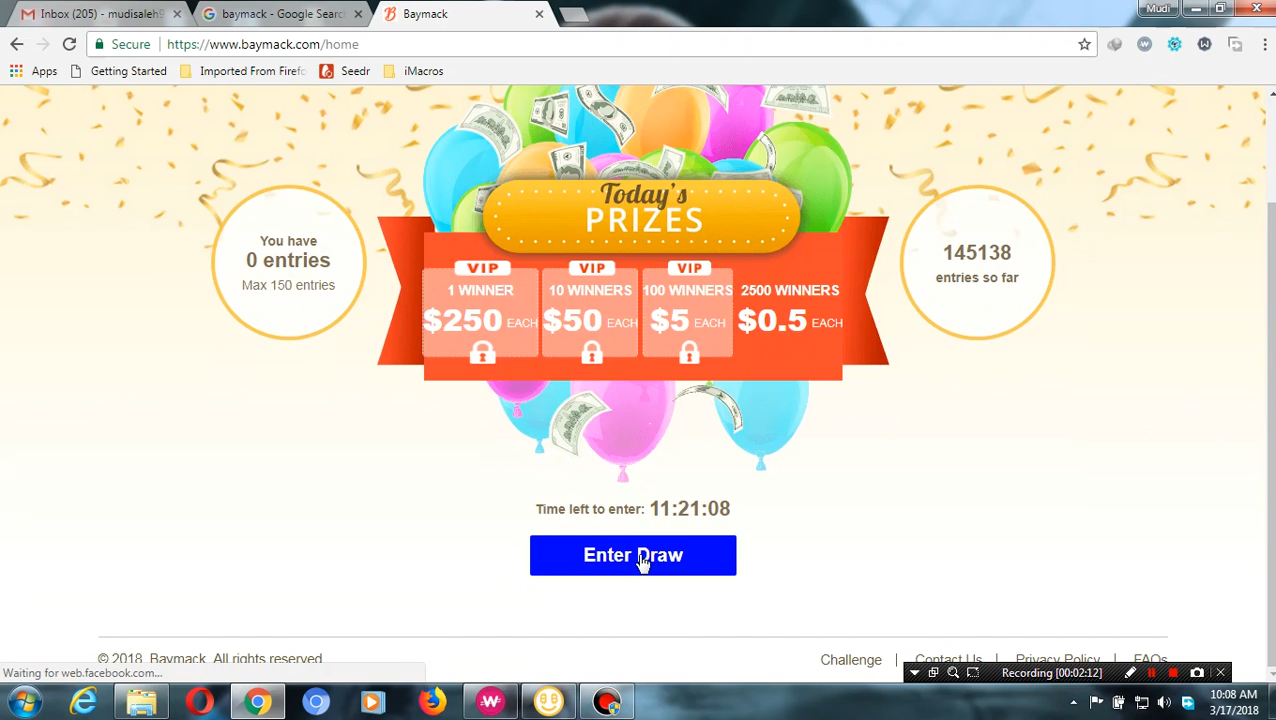 Inbox (205) - mudisaleh9
baymack - Google Searc
Baymack
Mudi
Secure
https://www.baymack.com/home
Apps
Getting Started
Imported From Firefo
Seedr
iMacros
Today's
PRIZES
You have
0 entries
Max 150 entries
145138
entries so far
VIP
VIP
VIP
1 WINNER
10 WINNERS
100 WINNERS
2500 WINNERS
$250 EACH
$50 EACH
$5 EACH
$0.5 EACH
Time left to enter: 11:21:08
Enter Draw
© 2018 Baymack. All rights reserved
Challenge | Contact Us | Privacy Policy | FAQs
Waiting for web.facebook.com...
Recording [00:02:12]
10:08 AM
3/17/2018